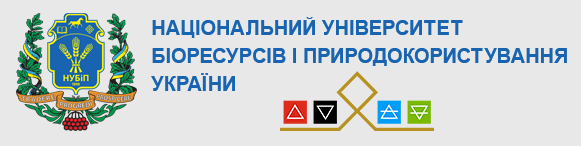 НАЦІОНАЛЬНИЙ УНІВЕРСИТЕТ
БІОРЕСУРСІВ І ПРИРОДОКОРИСТУВАННЯ
УКРАЇНИ
НУБІП